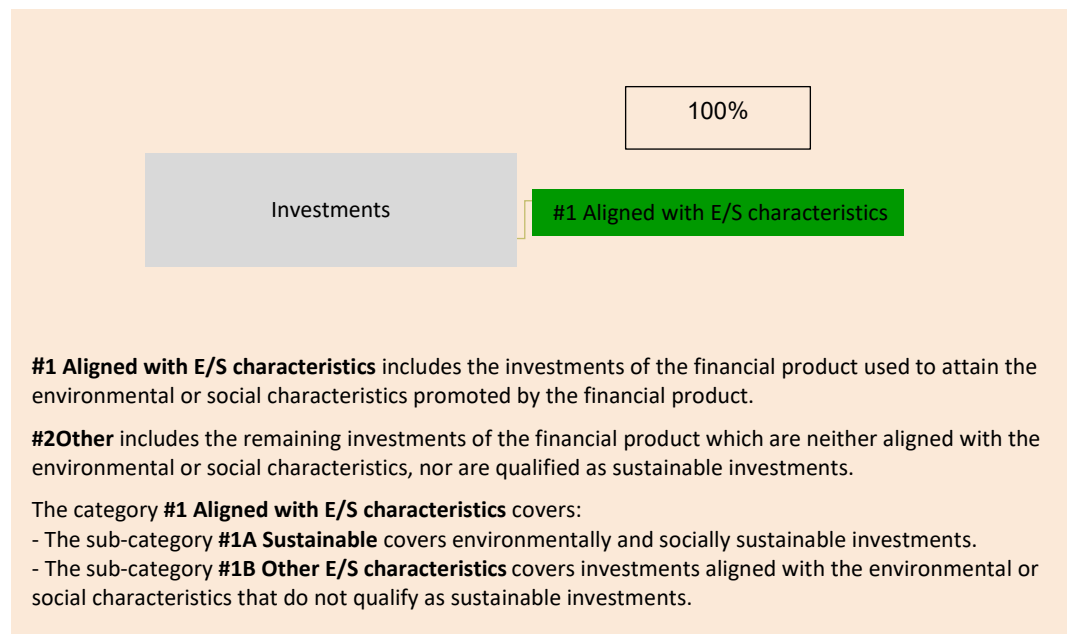 100%
Investments
#1 Aligned with E/S characteristics
#1 Aligned with E/S characteristics includes the investments of the financial product used to attain the
environmental or social characteristics promoted by the financial product.
#2Other includes the remaining investments of the financial product which are neither aligned with the
environmental or social characteristics, nor are qualified as sustainable investments.
The category #1 Aligned with E/S characteristics covers:
- The sub-category #1A Sustainable covers environmentally and socially sustainable investments.
- The sub-category #1B Other E/S characteristics covers investments aligned with the environmental or
social characteristics that do not qualify as sustainable investments.